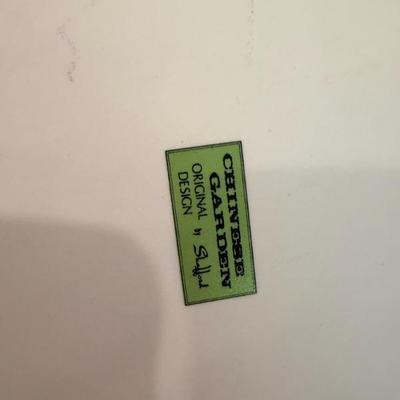 CHINESE
GARDEN
ORIGINAL by Shafford
DESIGN